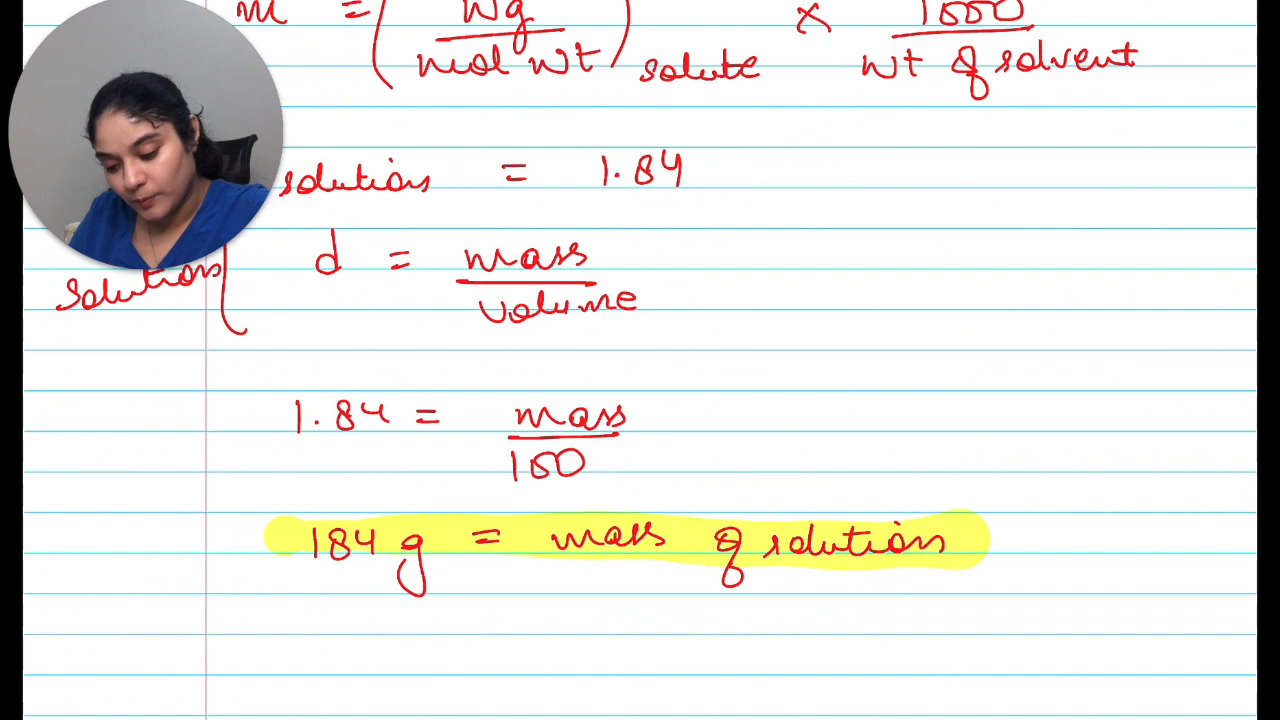 m = (Wg / mol Wt) solute × 1000 / Wt of solvent
solution = 1.84
solution d = mass / volume
1.84 = mass / 100
184 g = mass of solution